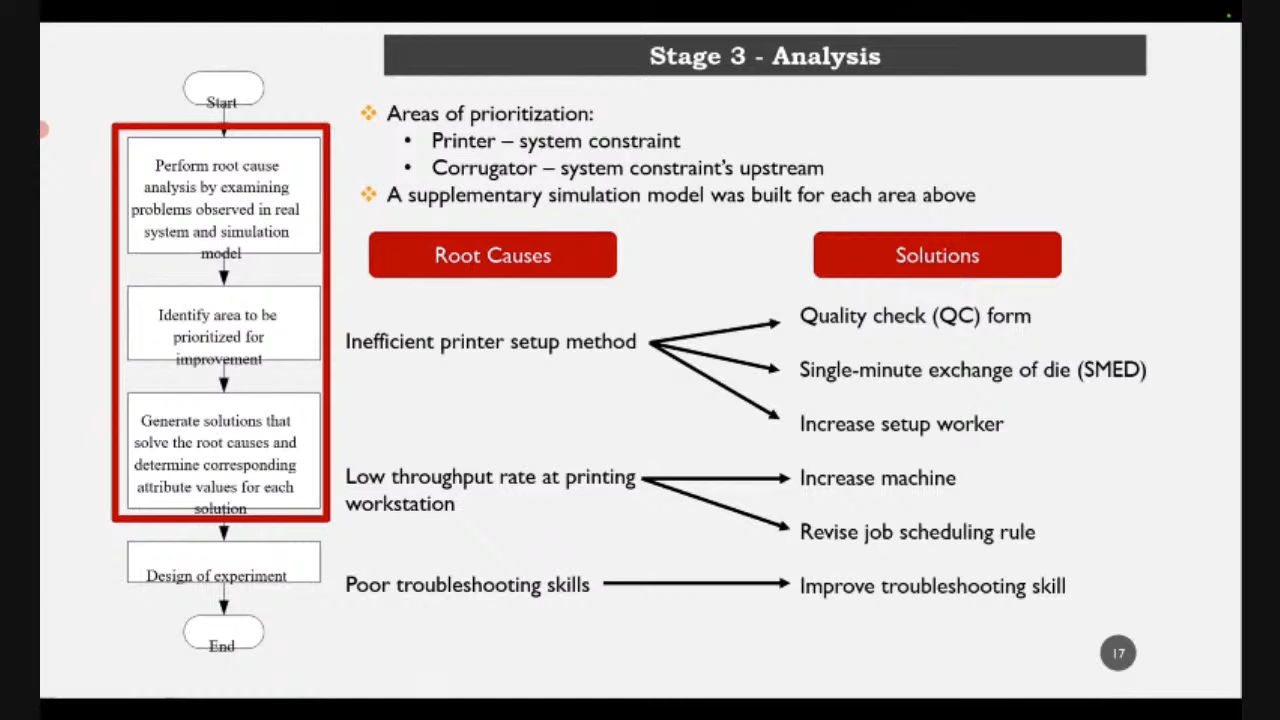 Stage 3 - Analysis
Start
Perform root cause
analysis by examining
problems observed in real
system and simulation
model
Identify area to be
prioritized for
improvement
Generate solutions that
solve the root causes and
determine corresponding
attribute values for each
solution
Design of experiment
End
Areas of prioritization:
• Printer – system constraint
• Corrugator – system constraint’s upstream
A supplementary simulation model was built for each area above
Root Causes
Solutions
Inefficient printer setup method
Quality check (QC) form
Single-minute exchange of die (SMED)
Increase setup worker
Low throughput rate at printing
workstation
Increase machine
Revise job scheduling rule
Poor troubleshooting skills
Improve troubleshooting skill
17